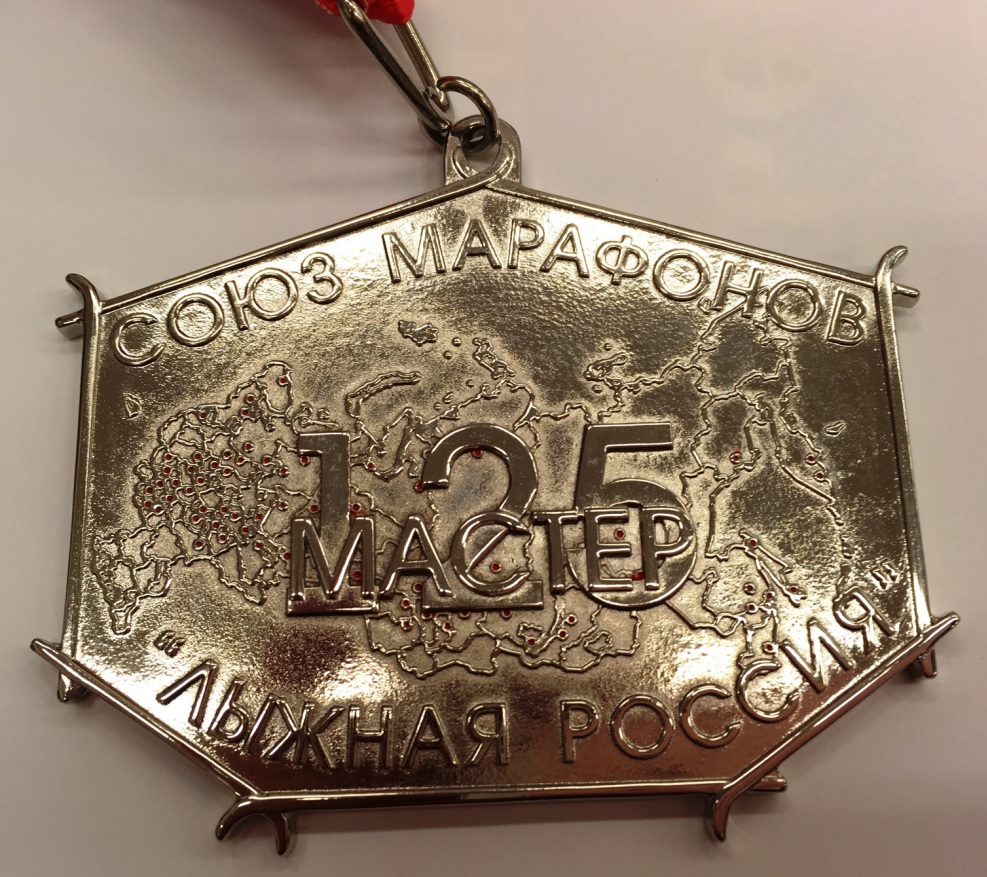 СОЮЗ МАРАФОНОВ
125
МАСТЕР
“ЛЫЖНАЯ РОССИЯ”